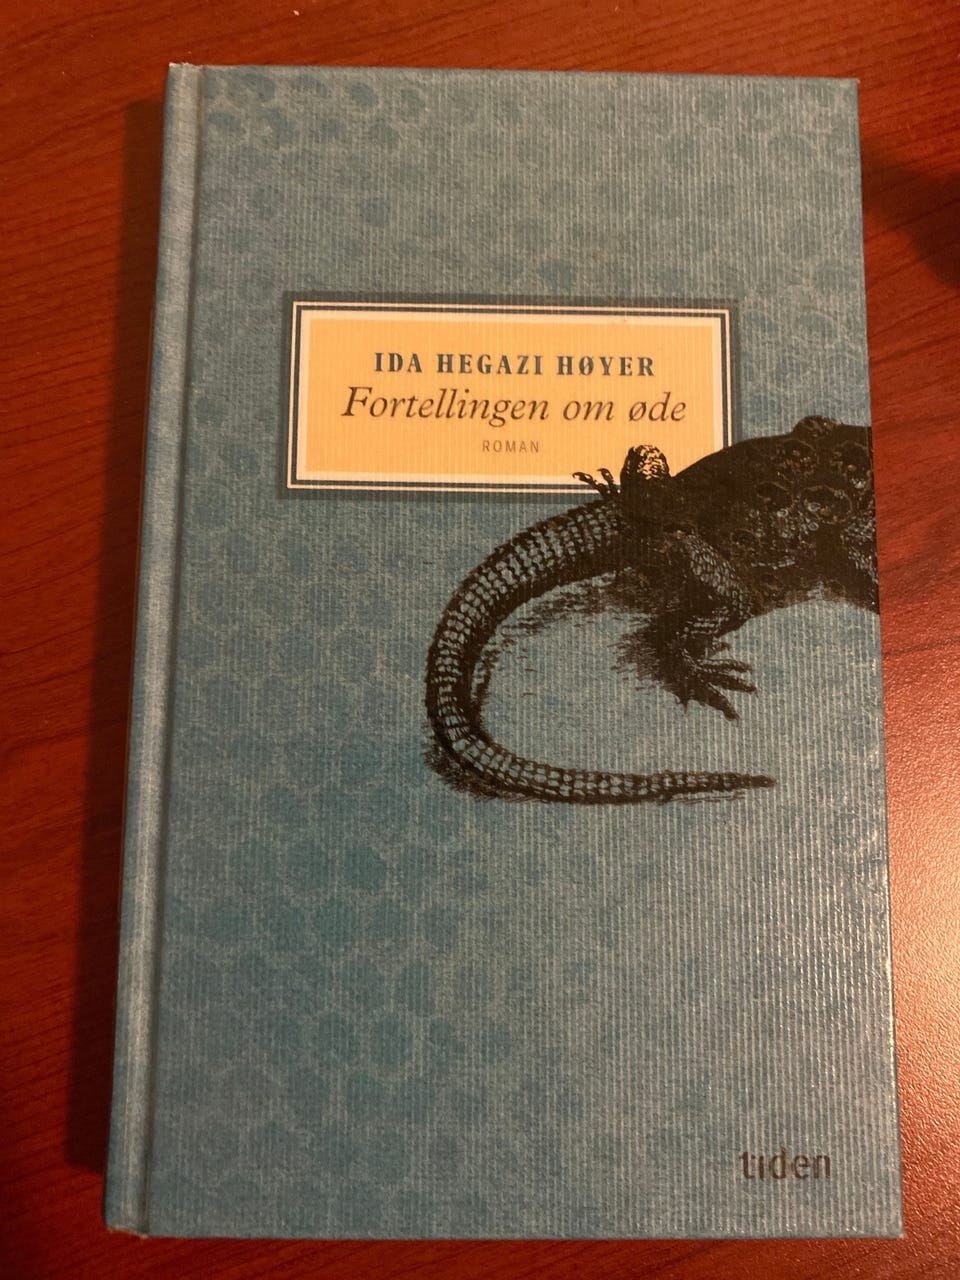 IDA HEGAZI HØYER
Fortellingen om øde
ROMAN
tiden